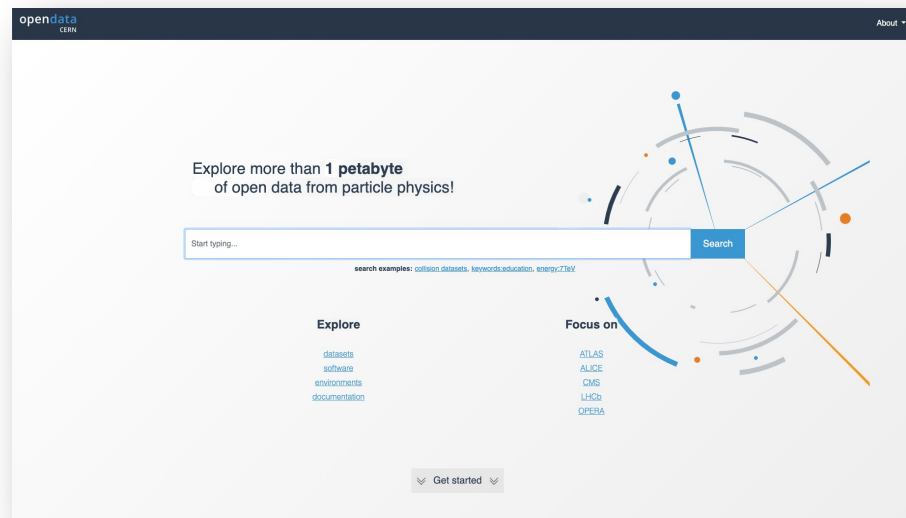 opendata
CERN
About
Explore more than 1 petabyte
of open data from particle physics!
Start typing...
Search
search examples: collision datasets, keywords:education, energy:7TeV
Explore
datasets
software
environments
documentation
Focus on
ATLAS
ALICE
CMS
LHCb
OPERA
Get started